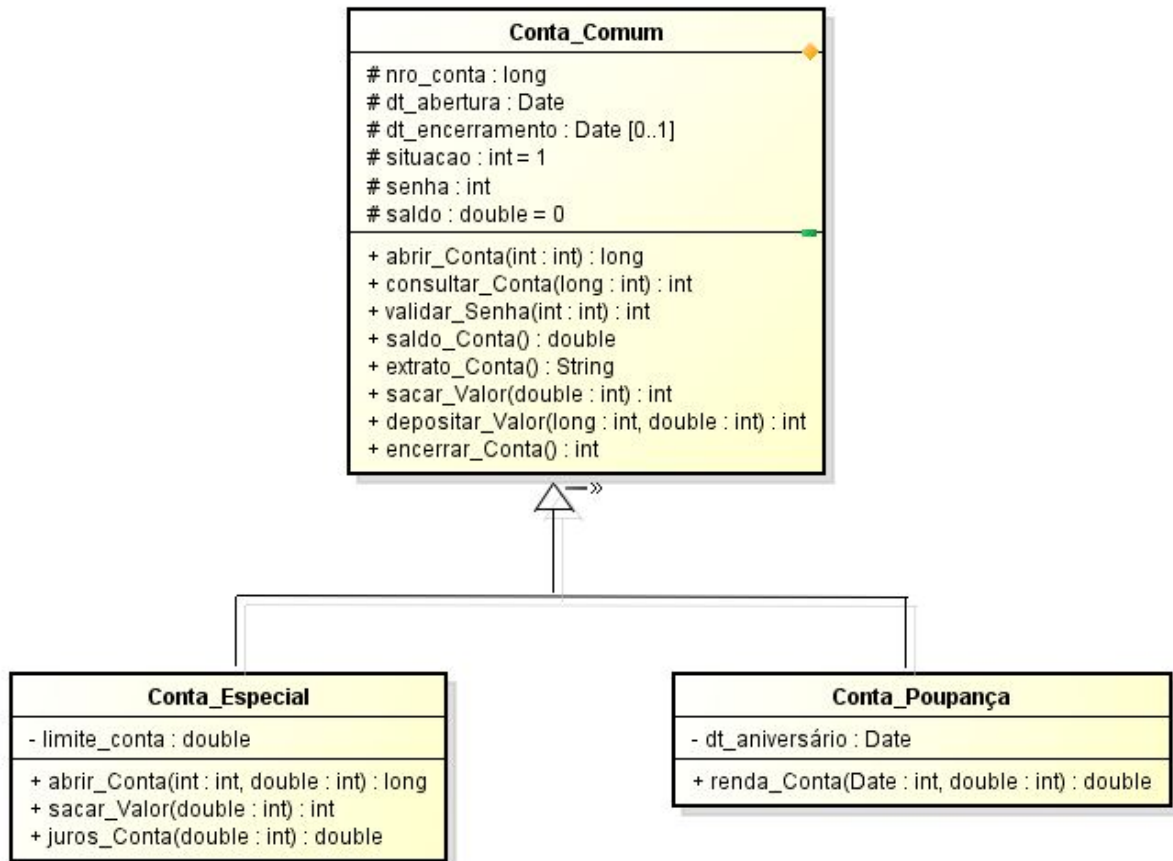 Conta_Comum
# nro_conta : long
# dt_abertura : Date
# dt_encerramento : Date [0..1]
# situacao : int = 1
# senha : int
# saldo : double = 0
+ abrir_Conta(int : int) : long
+ consultar_Conta(long : int) : int
+ validar_Senha(int : int) : int
+ saldo_Conta() : double
+ extrato_Conta() : String
+ sacar_Valor(double : int) : int
+ depositar_Valor(long : int, double : int) : int
+ encerrar_Conta() : int
Conta_Especial
- limite_conta : double
+ abrir_Conta(int : int, double : int) : long
+ sacar_Valor(double : int) : int
+ juros_Conta(double : int) : double
Conta_Poupança
- dt_aniversário : Date
+ renda_Conta(Date : int, double : int) : double